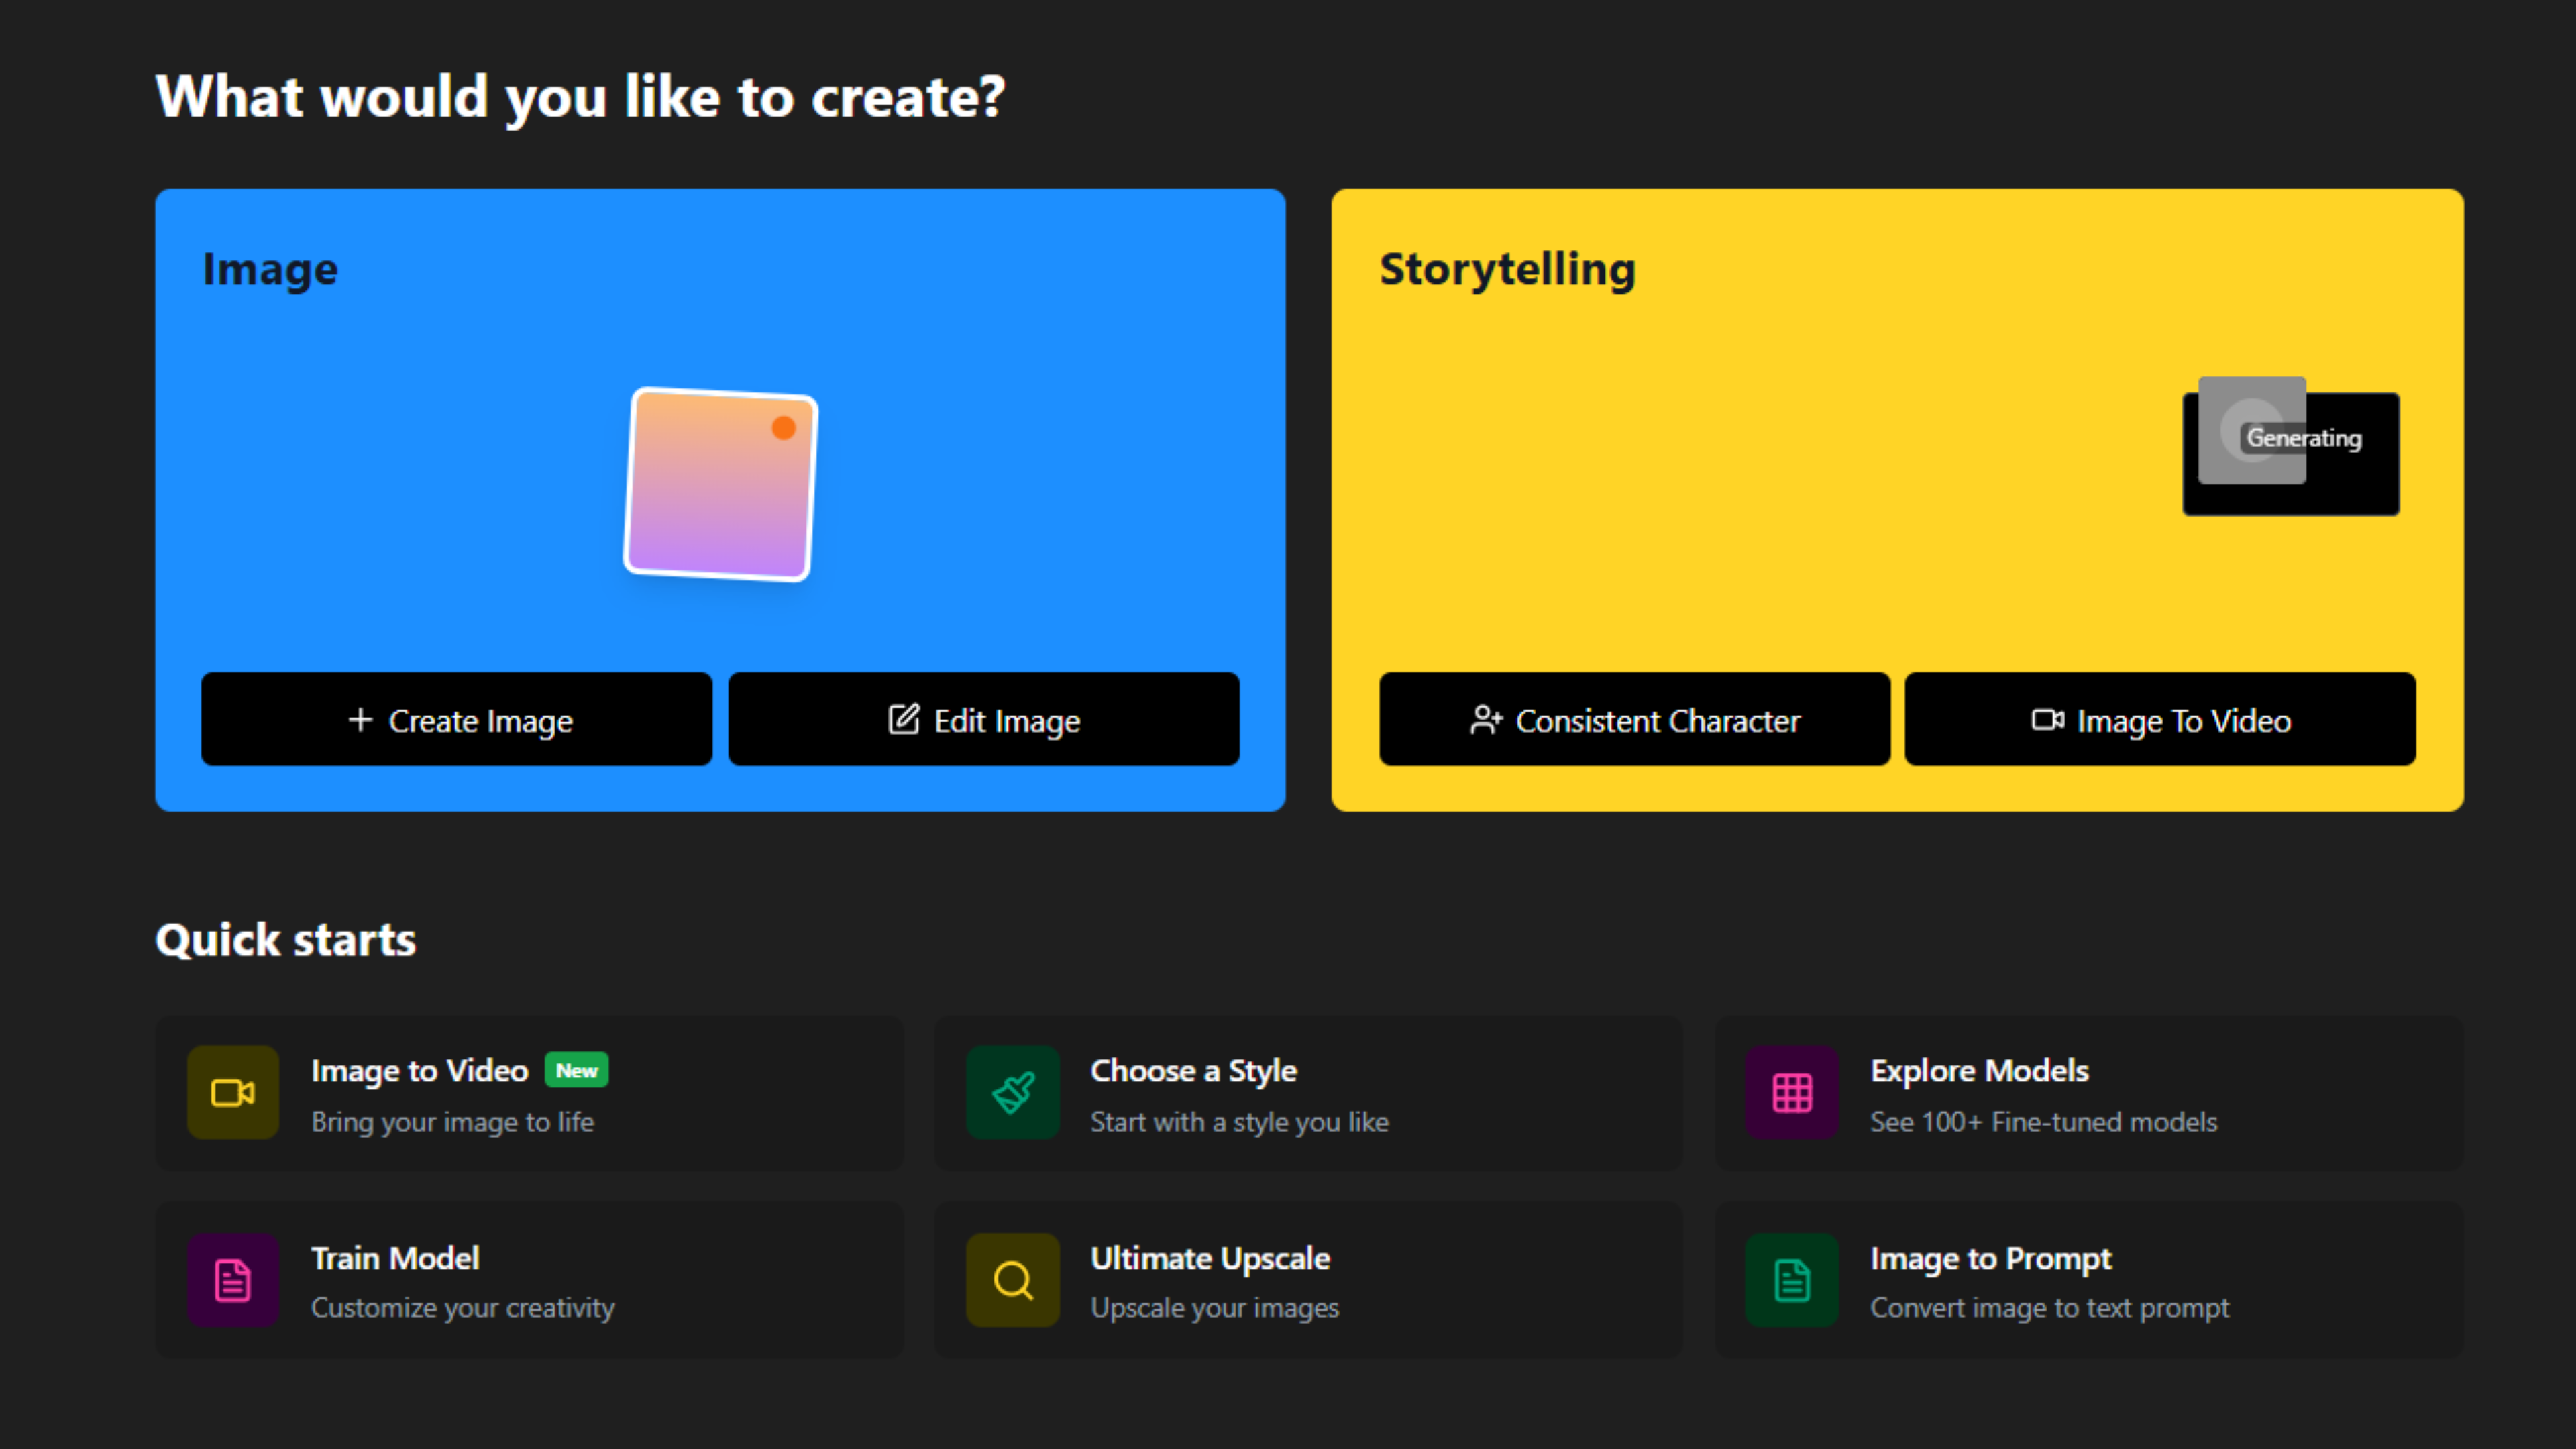 What would you like to create?
Image
Storytelling
Generating
Create Image
Edit Image
Consistent Character
Image To Video
Quick starts
Image to Video New
Bring your image to life
Choose a Style
Start with a style you like
Explore Models
See 100+ Fine-tuned models
Train Model
Customize your creativity
Ultimate Upscale
Upscale your images
Image to Prompt
Convert image to text prompt